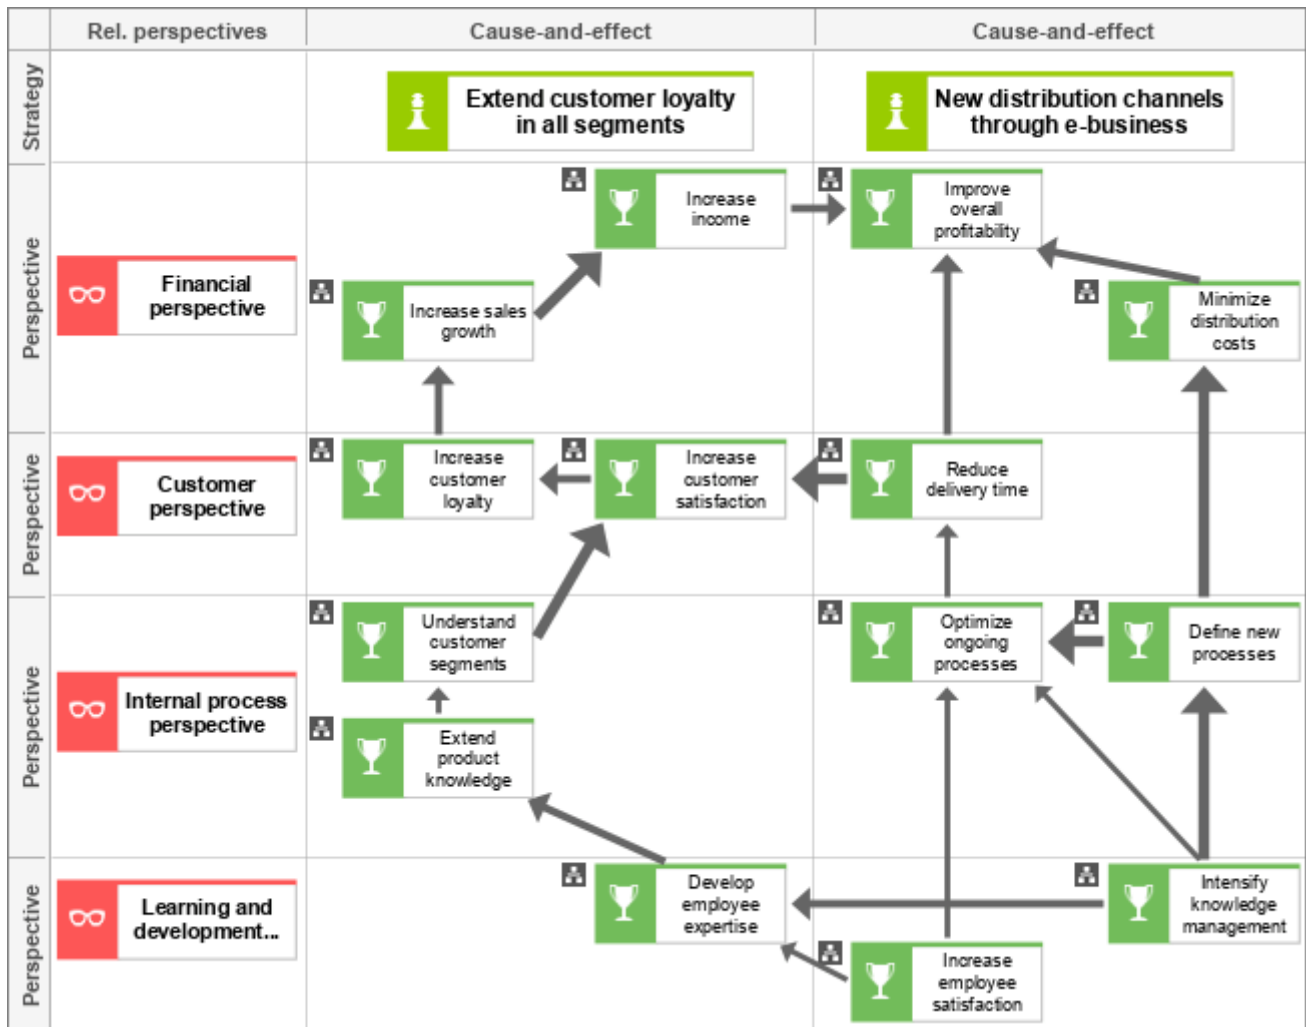 Rel. perspectives
Cause-and-effect
Cause-and-effect
Strategy
Extend customer loyalty
in all segments
New distribution channels
through e-business
Perspective
Financial
perspective
Increase
income
Improve
overall
profitability
Increase sales
growth
Minimize
distribution
costs
Perspective
Customer
perspective
Increase
customer
loyalty
Increase
customer
satisfaction
Reduce
delivery time
Perspective
Internal process
perspective
Understand
customer
segments
Optimize
ongoing
processes
Define new
processes
Extend
product
knowledge
Perspective
Learning and
development...
Develop
employee
expertise
Intensify
knowledge
management
Increase
employee
satisfaction